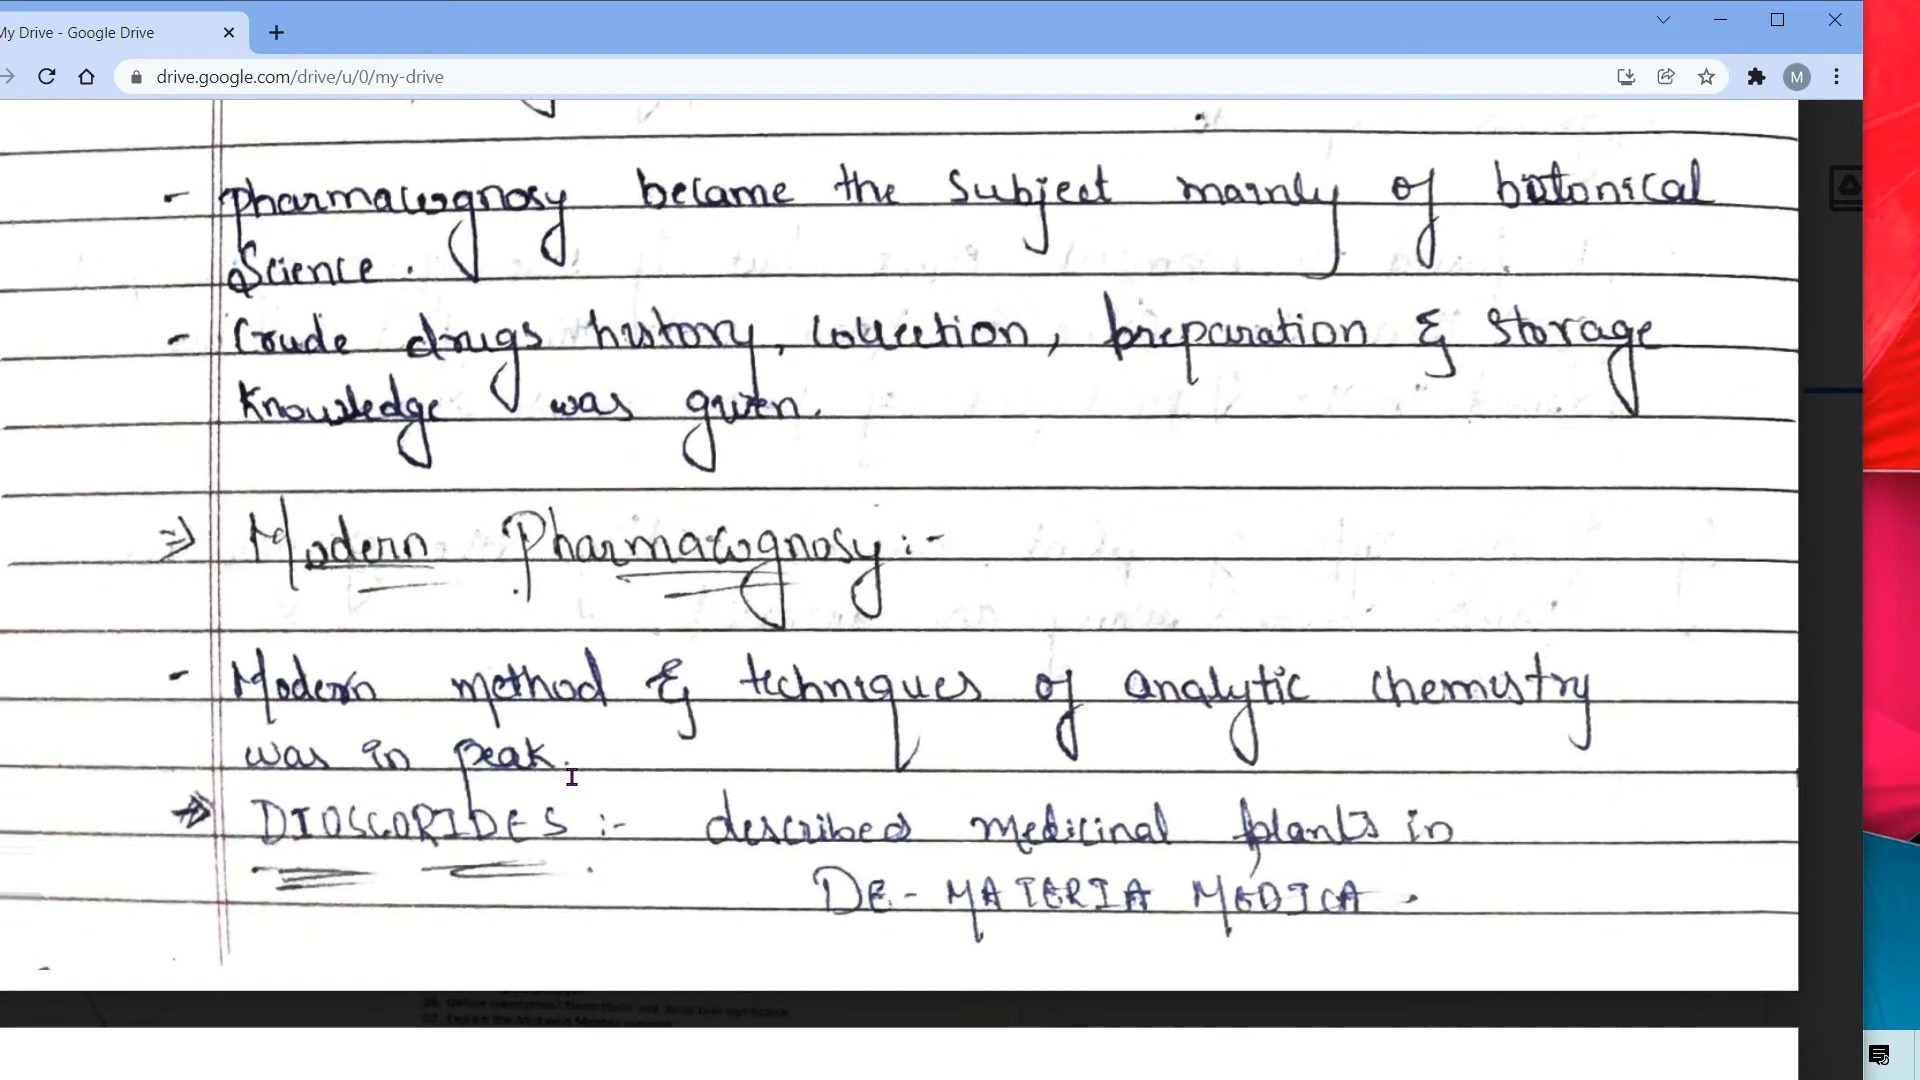 My Drive - Google Drive
drive.google.com/drive/u/0/my-drive
M
- pharmacognosy became the subject mainly of botonical
Science.
- Crude drugs history, collection, preparation & Storage
Knowledge was given.
⇒ Modern Pharmacognosy:-
- Modern method & techniques of analytic chemistry
was in peak.
⇒ DIOSCORIDES :- described medicinal plants in
DE-MATERIA MEDICA.